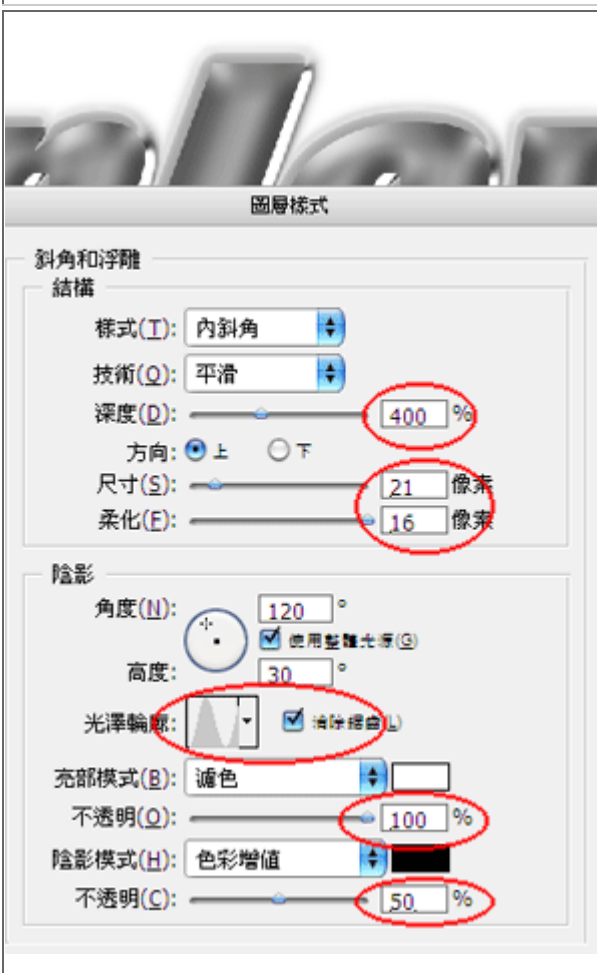 圖層樣式
斜角和浮雕
結構
樣式(T): 內斜角
技術(Q): 平滑
深度(D): 400 %
方向: 上 下
尺寸(S): 21 像素
柔化(F): 16 像素
陰影
角度(N): 120 °
使用整體光源(G)
高度: 30 °
光澤輪廓: 消除鋸齒(L)
亮部模式(B): 濾色
不透明(O): 100 %
陰影模式(H): 色彩增值
不透明(C): 50 %